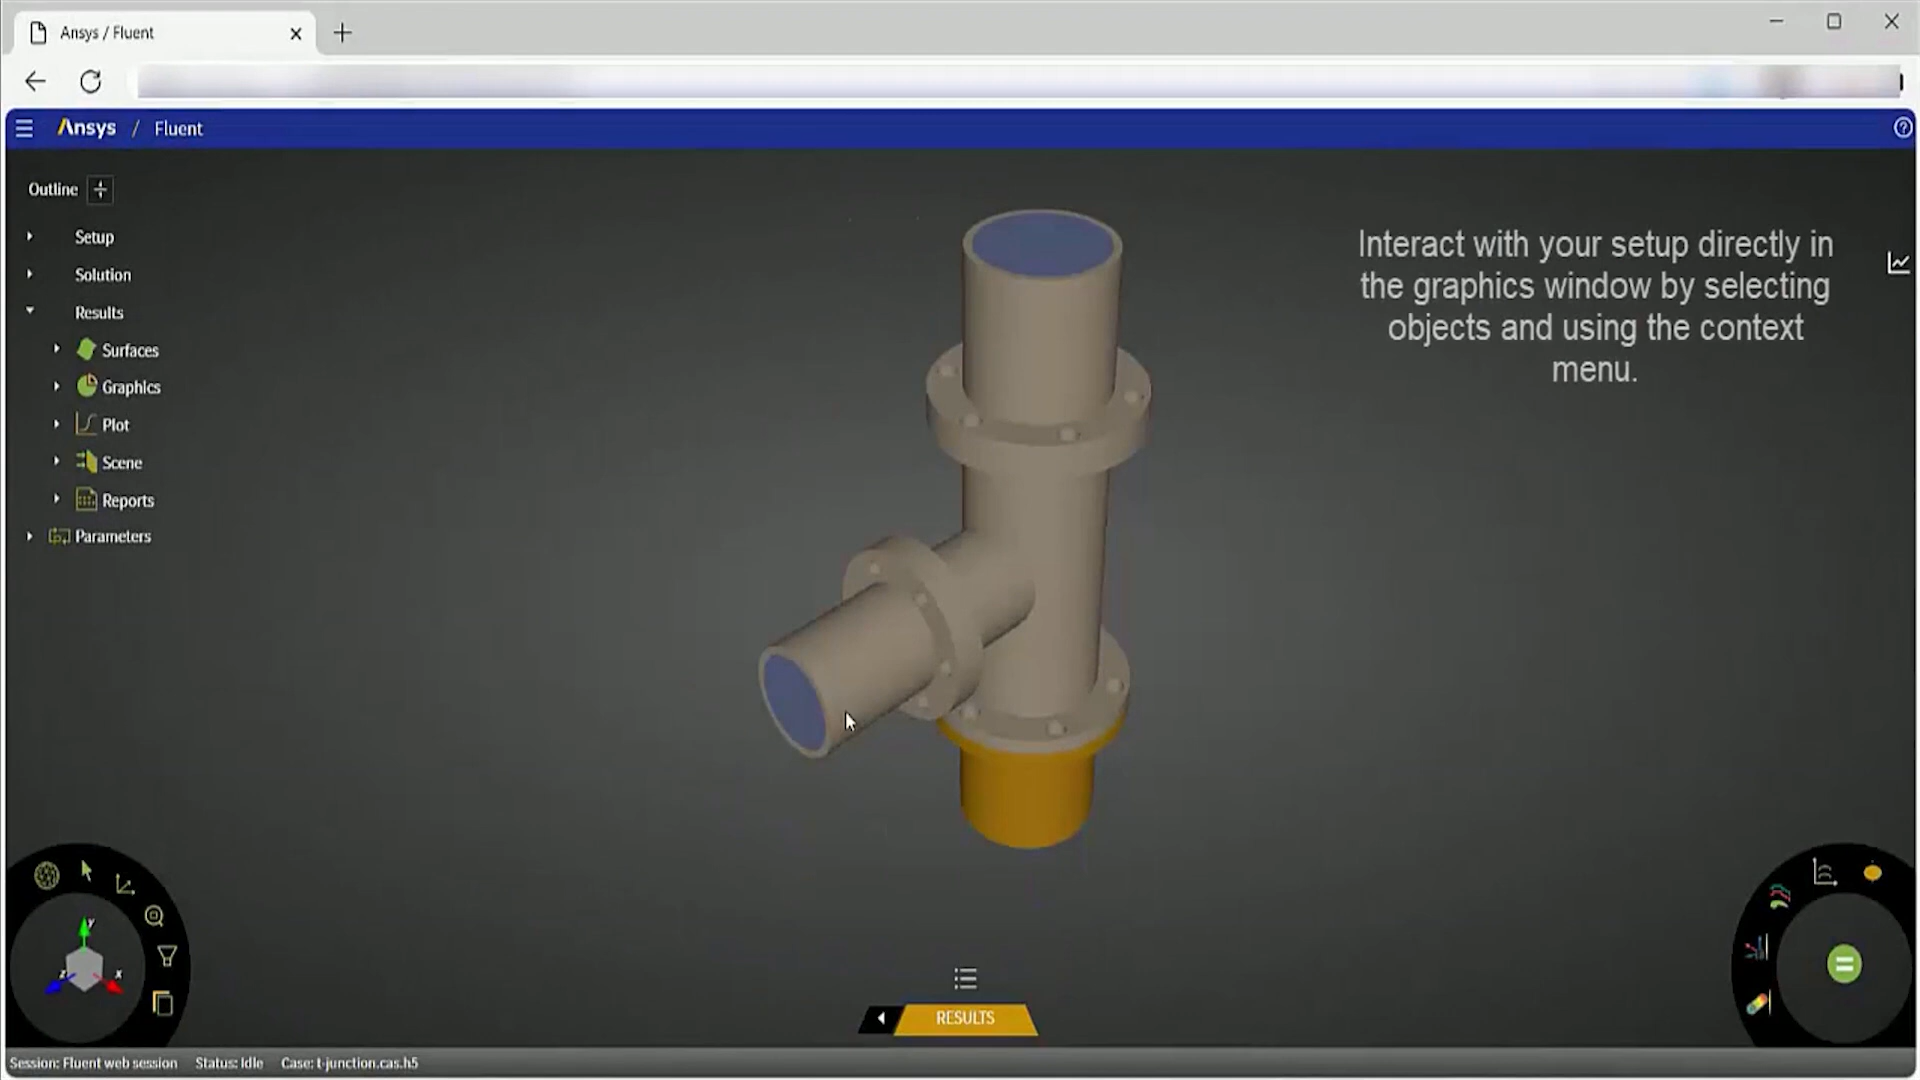 Ansys / Fluent
Ansys / Fluent
Outline
Setup
Solution
Results
Surfaces
Graphics
Plot
Scene
Reports
Parameters
Interact with your setup directly in
the graphics window by selecting
objects and using the context
menu.
Y
Z
X
RESULTS
Session: Fluent web session Status: Idle Case: t-junction.cas.h5